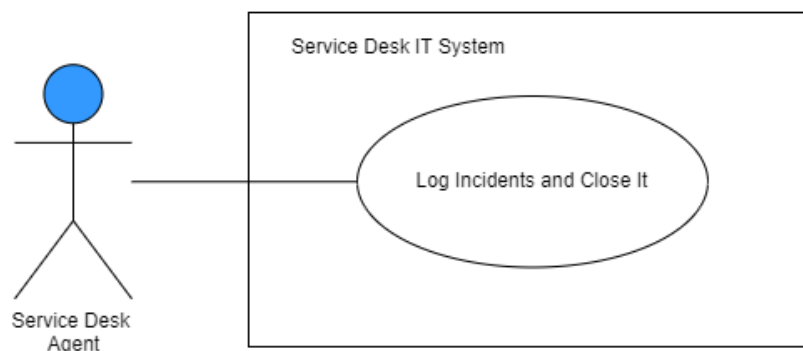 Service Desk IT System
Log Incidents and Close It
Service Desk
Agent